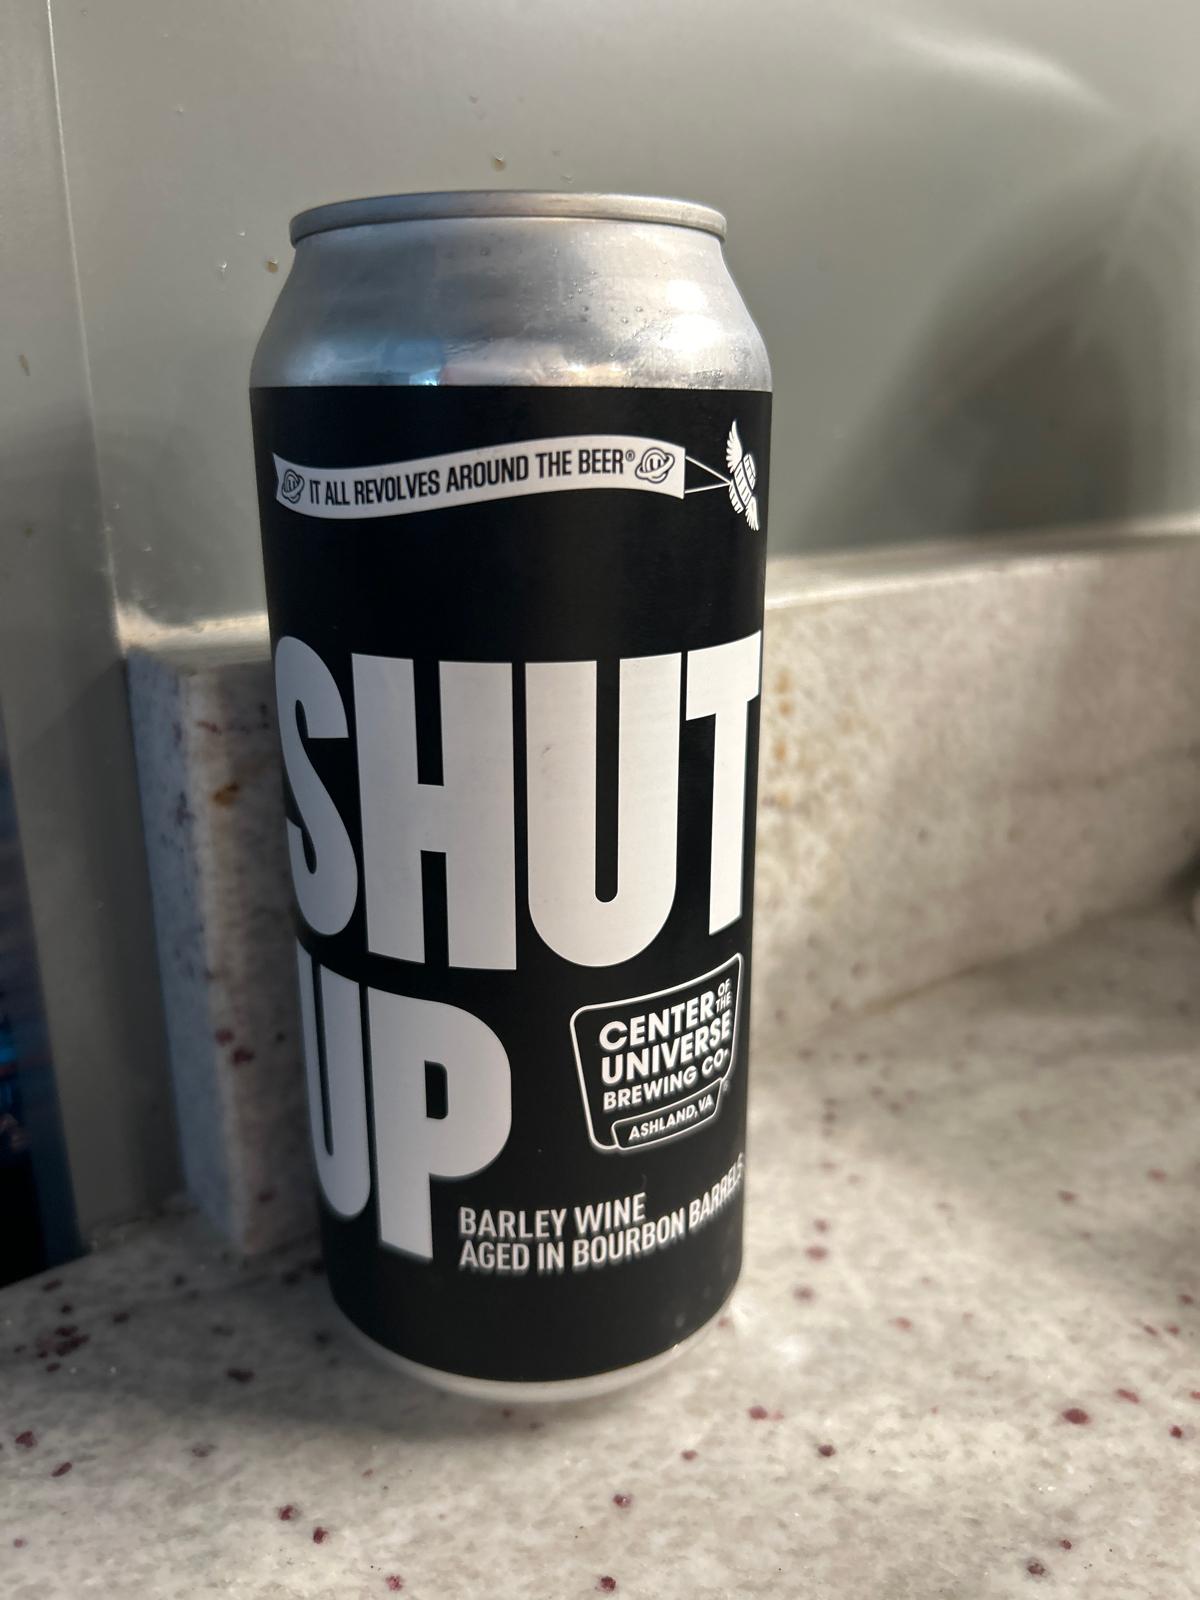 IT ALL REVOLVES AROUND THE BEER®
SHUT
UP
CENTER OF THE
UNIVERSE
BREWING CO.
ASHLAND, VA
BARLEY WINE
AGED IN BOURBON BARRELS